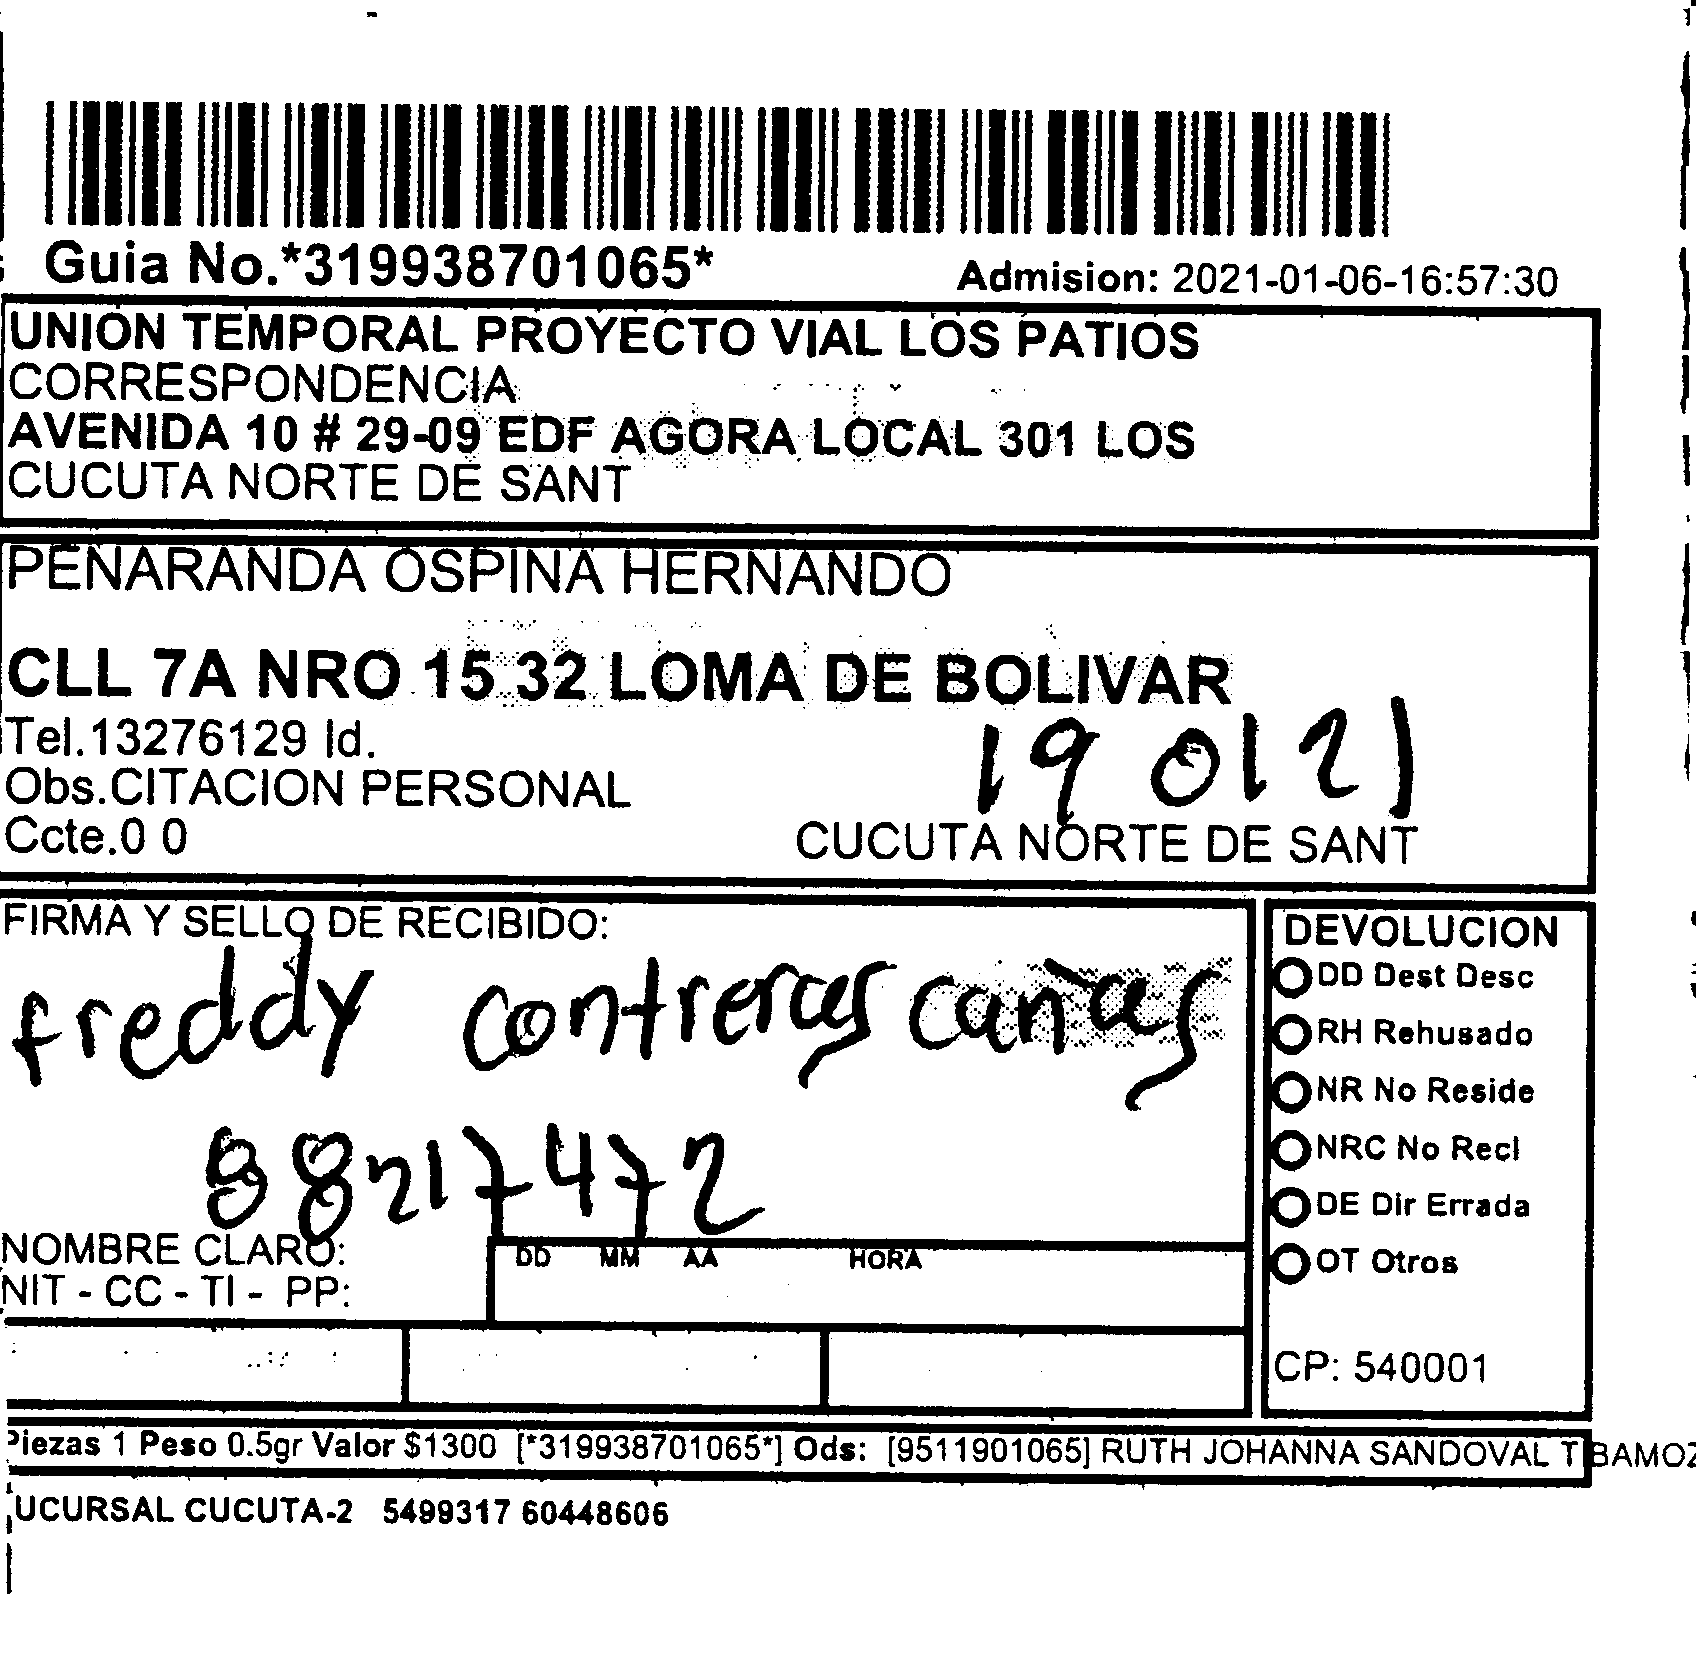 Guia No.*319938701065*
Admision: 2021-01-06-16:57:30
UNION TEMPORAL PROYECTO VIAL LOS PATIOS
CORRESPONDENCIA
AVENIDA 10 # 29-09 EDF AGORA LOCAL 301 LOS
CUCUTA NORTE DE SANT
PEÑARANDA OSPINA HERNANDO
CLL 7A NRO 15 32 LOMA DE BOLIVAR
Tel.13276129 Id.
19 01 21
Obs.CITACION PERSONAL
Ccte.0 0
CUCUTA NORTE DE SANT
FIRMA Y SELLO DE RECIBIDO:
freddy contreras cañas
88217472
NOMBRE CLARO:
NIT - CC - TI - PP:
DD MM AA HORA
DEVOLUCION
DD Dest Desc
RH Rehusado
NR No Reside
NRC No Recl
DE Dir Errada
OT Otros
CP: 540001
Piezas 1 Peso 0.5gr Valor $1300 [*319938701065*] Ods: [9511901065] RUTH JOHANNA SANDOVAL TIBAMOZ
UCURSAL CUCUTA-2 5499317 60448606